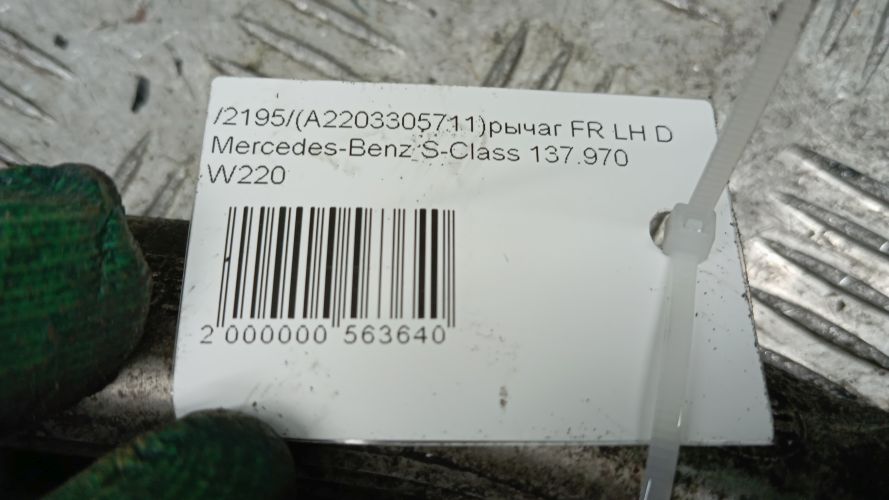 /2195/(A2203305711)рычаг FR LH D
Mercedes-Benz S-Class 137.970
W220
2 000000 563640